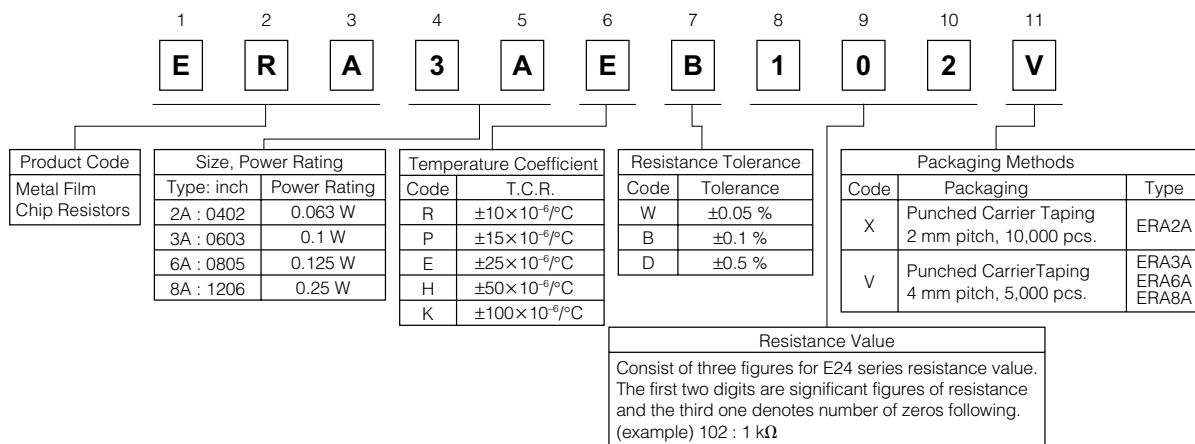 1 2 3 4 5 6 7 8 9 10 11
E R A 3 A E B 1 0 2 V
Product Code
Metal Film
Chip Resistors
Size, Power Rating
Type: inch Power Rating
2A : 0402 0.063 W
3A : 0603 0.1 W
6A : 0805 0.125 W
8A : 1206 0.25 W
Temperature Coefficient
Code T.C.R.
R ±10×10⁻⁶/°C
P ±15×10⁻⁶/°C
E ±25×10⁻⁶/°C
H ±50×10⁻⁶/°C
K ±100×10⁻⁶/°C
Resistance Tolerance
Code Tolerance
W ±0.05 %
B ±0.1 %
D ±0.5 %
Packaging Methods
Code Packaging Type
X Punched Carrier Taping
2 mm pitch, 10,000 pcs. ERA2A
V Punched CarrierTaping
4 mm pitch, 5,000 pcs. ERA3A
ERA6A
ERA8A
Resistance Value
Consist of three figures for E24 series resistance value.
The first two digits are significant figures of resistance
and the third one denotes number of zeros following.
(example) 102 : 1 kΩ